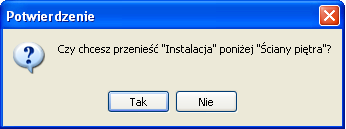 Potwierdzenie
Czy chcesz przenieść "Instalacja" poniżej "Ściany piętra"?
Tak
Nie